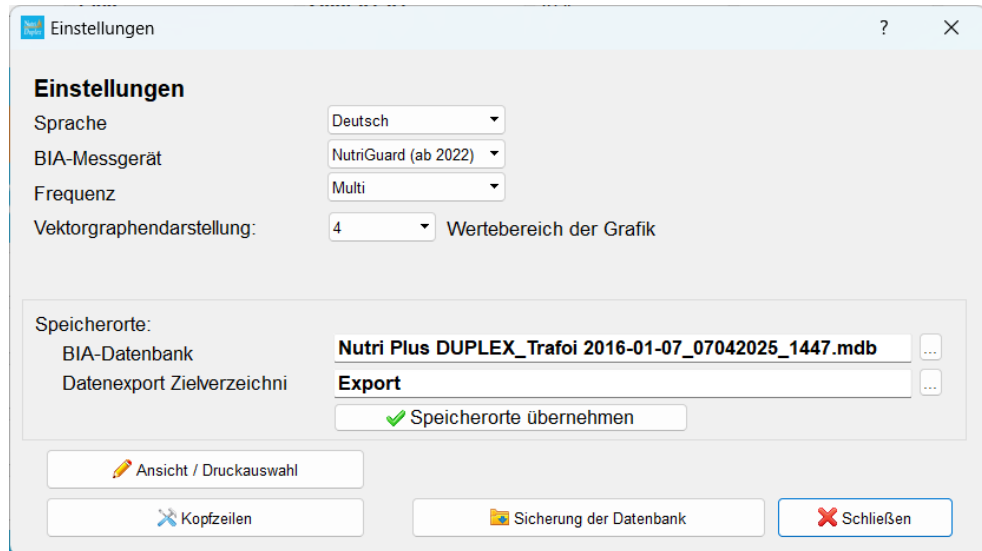 Einstellungen
?
Einstellungen
Sprache Deutsch
BIA-Messgerät NutriGuard (ab 2022)
Frequenz Multi
Vektorgraphendarstellung: 4 Wertebereich der Grafik
Speicherorte:
BIA-Datenbank Nutri Plus DUPLEX_Trafoi 2016-01-07_07042025_1447.mdb ...
Datenexport Zielverzeichni Export ...
Speicherorte übernehmen
Ansicht / Druckauswahl
Kopfzeilen Sicherung der Datenbank Schließen